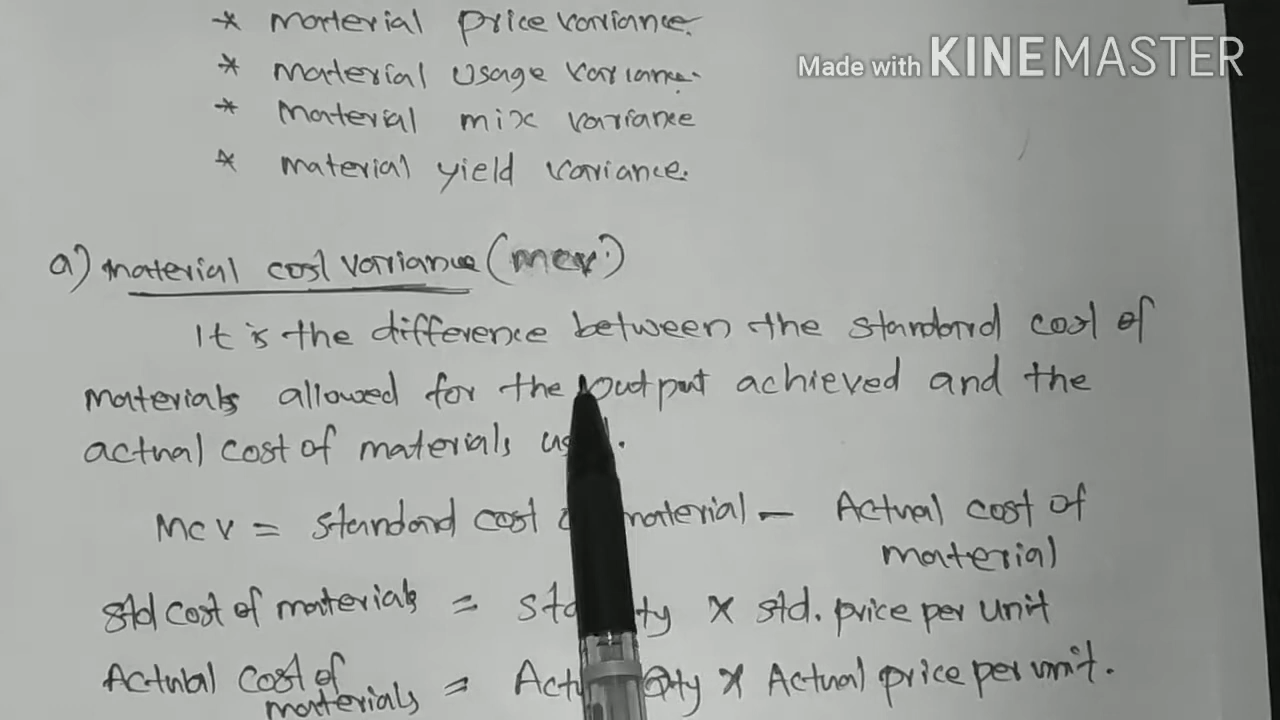 * Material price variance.
Made with KINEMASTER
* Material usage variance.
* Material mix variance
* Material yield variance.
a) Material cost variance (mcv.)
It is the difference between the standard cost of
materials allowed for the output achieved and the
actual cost of materials
MCV = Standard cost material - Actual cost of
material
Std cost of materials = Std. × std. price per unit
Actual cost of
materials = Qty × Actual price per unit.